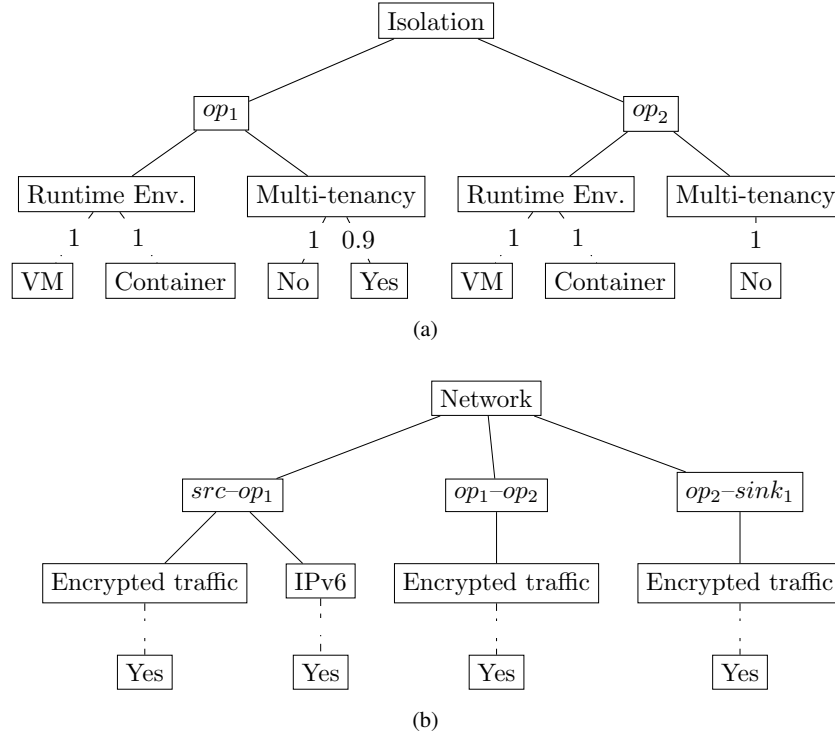 Isolation
op1 op2
Runtime Env. Multi-tenancy Runtime Env. Multi-tenancy
1 1 1 0.9 1 1 1
VM Container No Yes VM Container No
(a)
Network
src–op1 op1–op2 op2–sink1
Encrypted traffic IPv6 Encrypted traffic Encrypted traffic
Yes Yes Yes Yes
(b)